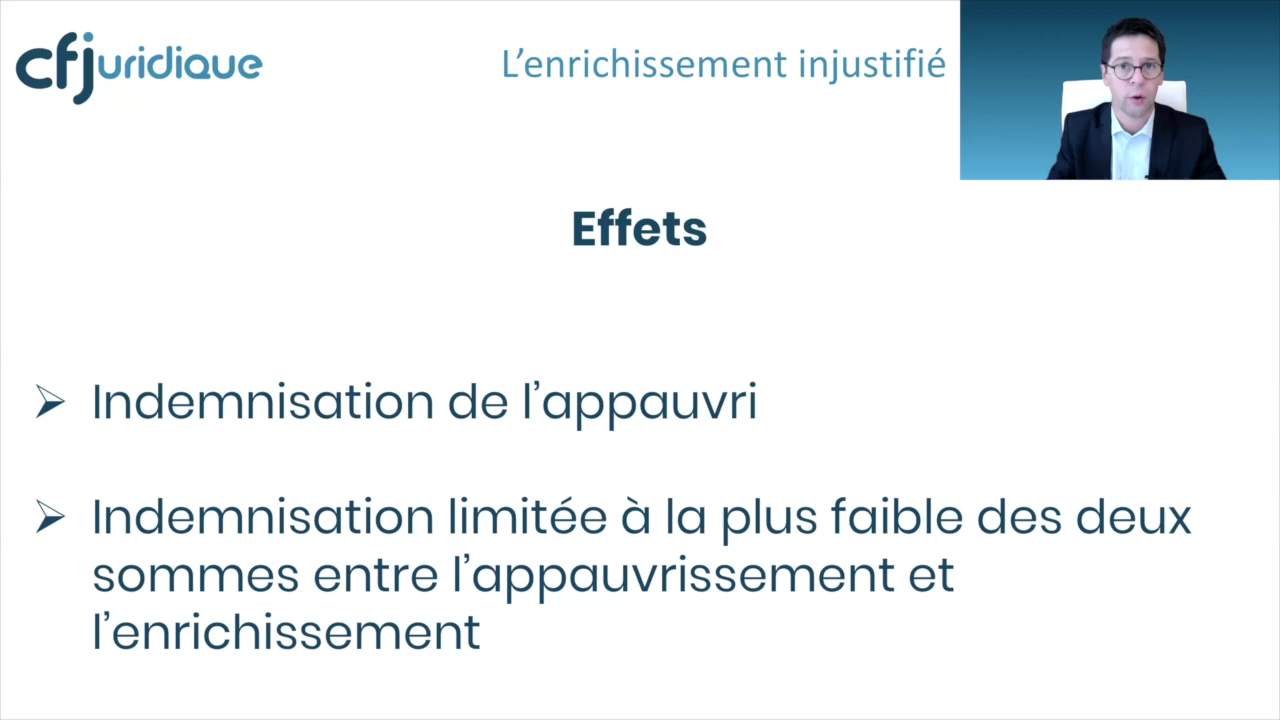 cfjuridique
L’enrichissement injustifié
Effets
➢ Indemnisation de l’appauvri
➢ Indemnisation limitée à la plus faible des deux
sommes entre l’appauvrissement et
l’enrichissement